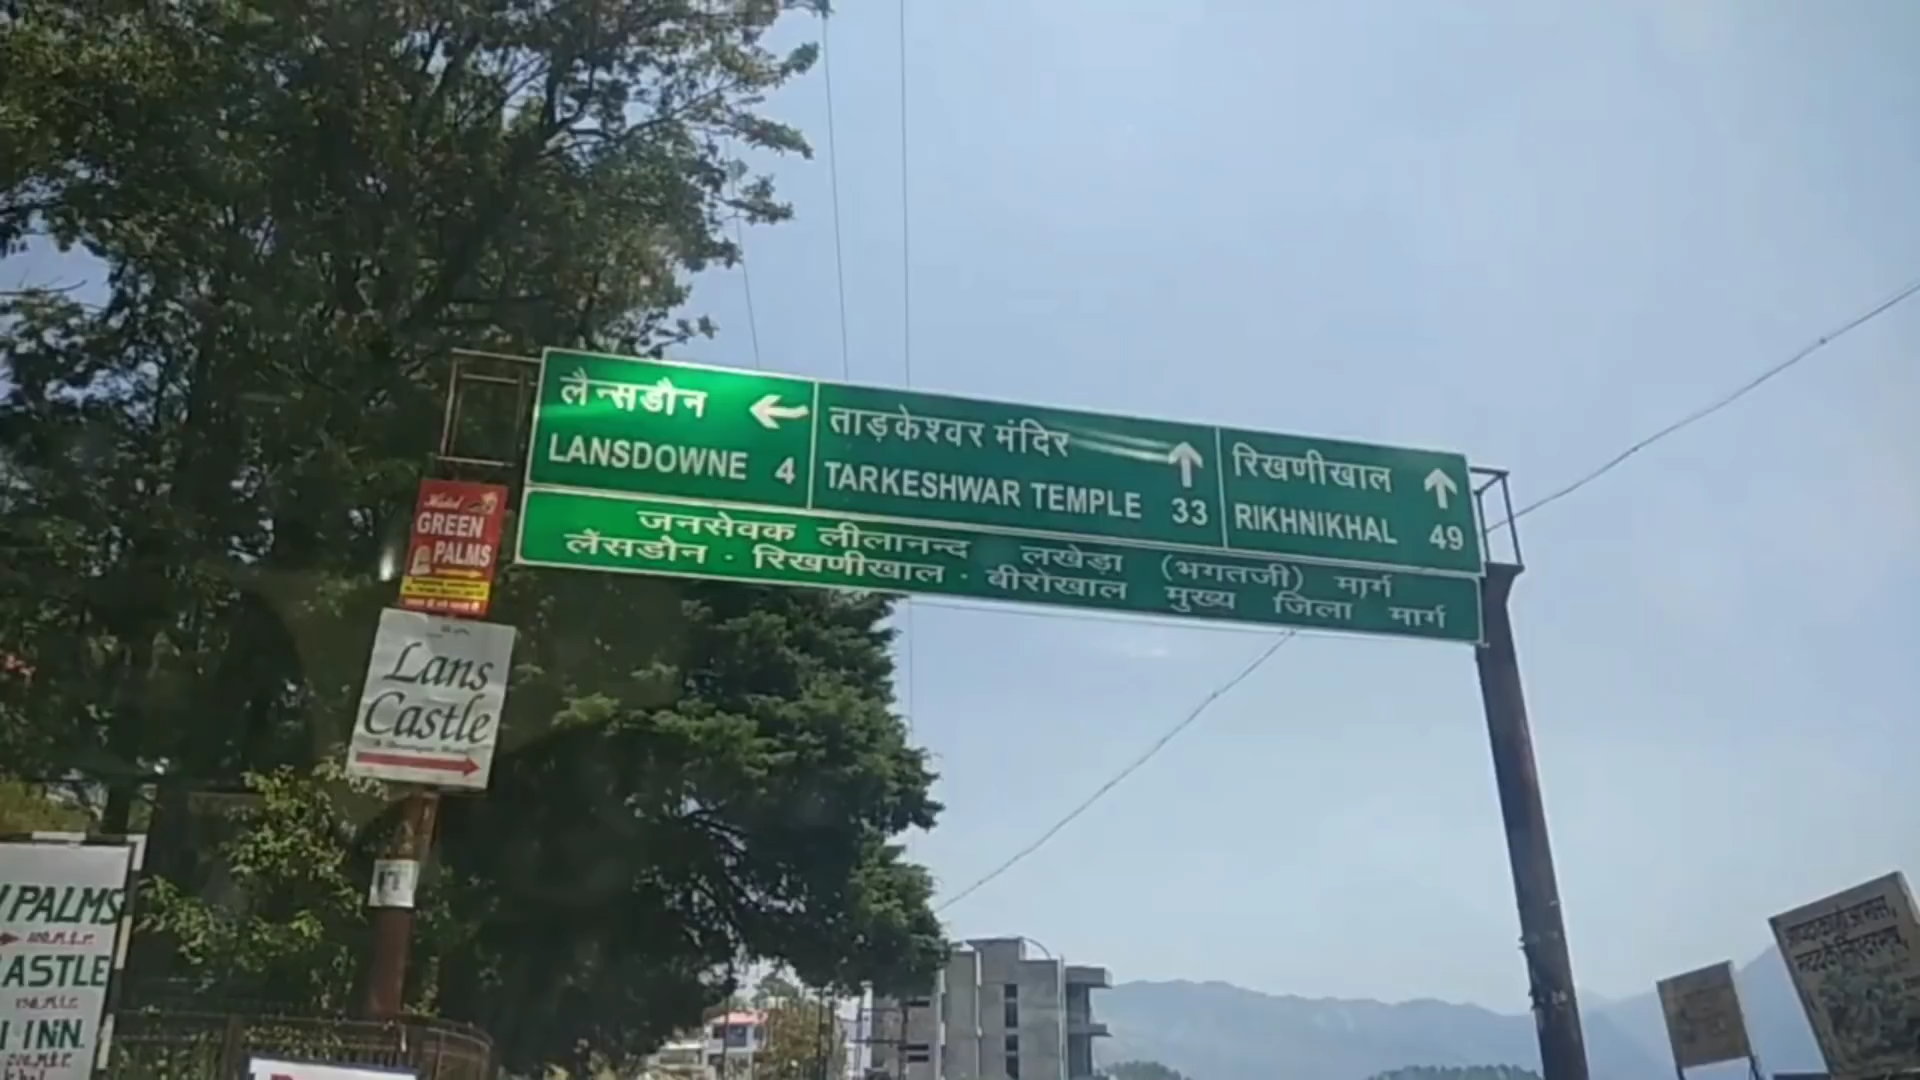 लैन्सडौन
LANSDOWNE 4
ताड़केश्वर मंदिर
TARKESHWAR TEMPLE 33
रिखणीखाल
RIKHNIKHAL 49
जनसेवक लीलानन्द लखेड़ा (भगतजी) मार्ग
लैंसडौन · रिखणीखाल · बीरोंखाल मुख्य जिला मार्ग
Hotel
GREEN
PALMS
Lans
Castle
PALMS
ASTLE
INN